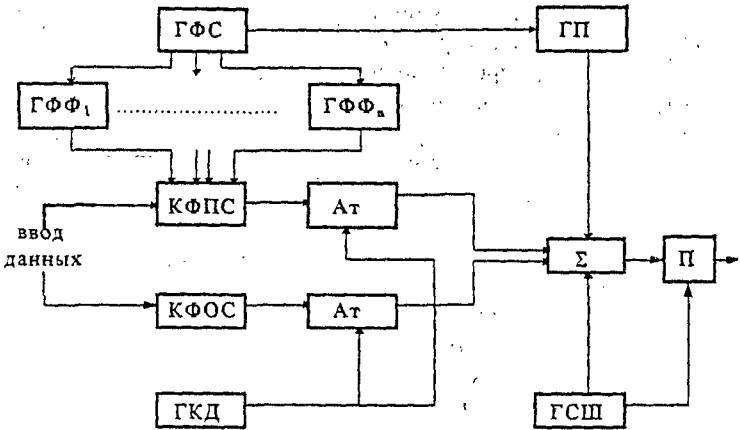 ГФС
ГП
ГФФ₁ ........................ ГФФₙ
КФПС
Ат
ввод
данных
Σ
П
КФОС
Ат
ГКД
ГСШ